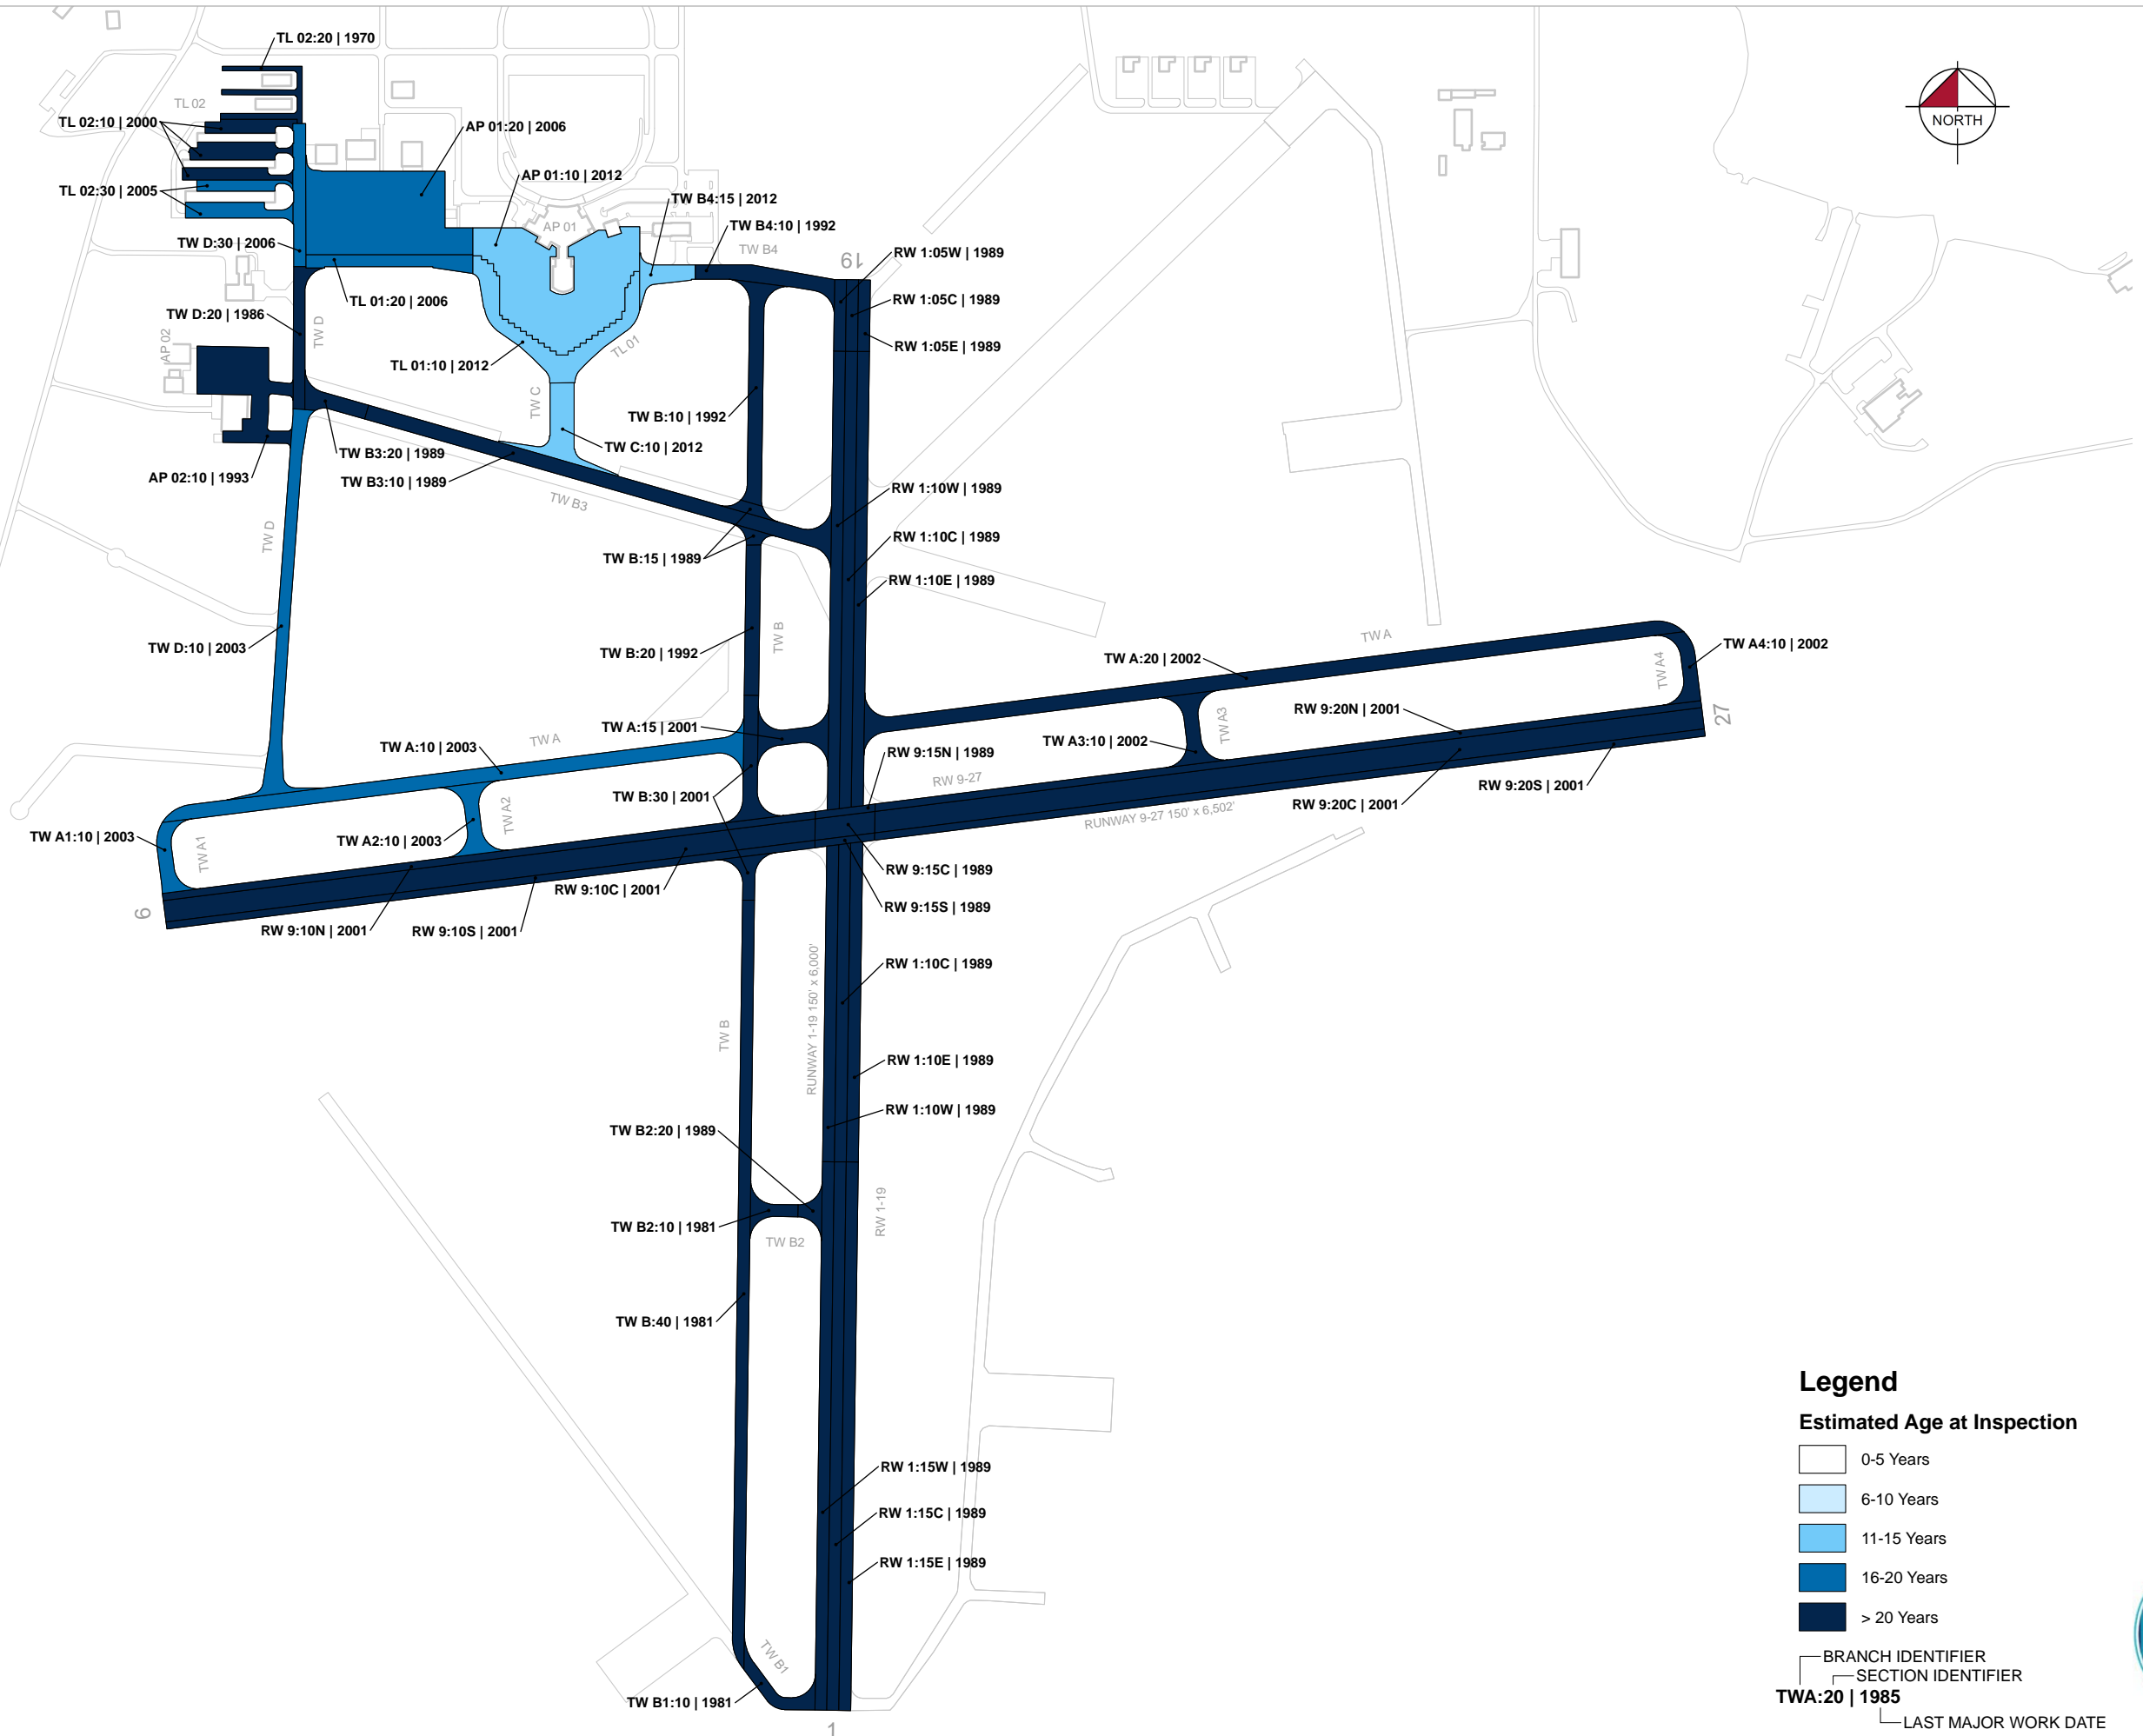 TL 02:20 | 1970
TL 02
TL 02:10 | 2000
AP 01:20 | 2006
NORTH
AP 01:10 | 2012
TL 02:30 | 2005
TW B4:15 | 2012
TW B4:10 | 1992
AP 01
TW D:30 | 2006
TW B4
19
RW 1:05W | 1989
RW 1:05C | 1989
TL 01:20 | 2006
TW D:20 | 1986
TW D
AP 02
TL 01
RW 1:05E | 1989
TL 01:10 | 2012
TW C
TW B:10 | 1992
TW C:10 | 2012
TW B3:20 | 1989
AP 02:10 | 1993
TW B3:10 | 1989
TW B3
RW 1:10W | 1989
TW D
RW 1:10C | 1989
TW B:15 | 1989
RW 1:10E | 1989
TW B
TW A
TW D:10 | 2003
TW B:20 | 1992
TW A:20 | 2002
TW A4:10 | 2002
TW A4
RW 9:20N | 2001
27
TW A3
TW A:15 | 2001
TW A
TW A:10 | 2003
TW A3:10 | 2002
RW 9:15N | 1989
RW 9-27
RW 9:20S | 2001
TW B:30 | 2001
RW 9:20C | 2001
RUNWAY 9-27 150' x 6,502'
TW A2
TW A1:10 | 2003
TW A2:10 | 2003
TW A1
RW 9:15C | 1989
RW 9:10C | 2001
RW 9:15S | 1989
9
RW 9:10N | 2001
RW 9:10S | 2001
RW 1:10C | 1989
RUNWAY 1-19 150' x 6,000'
TW B
RW 1:10E | 1989
RW 1:10W | 1989
TW B2:20 | 1989
RW 1-19
TW B2:10 | 1981
TW B2
TW B:40 | 1981
RW 1:15W | 1989
RW 1:15C | 1989
RW 1:15E | 1989
TW B1
TW B1:10 | 1981
1
Legend
Estimated Age at Inspection
0-5 Years
6-10 Years
11-15 Years
16-20 Years
> 20 Years
BRANCH IDENTIFIER
SECTION IDENTIFIER
TWA:20 | 1985
LAST MAJOR WORK DATE